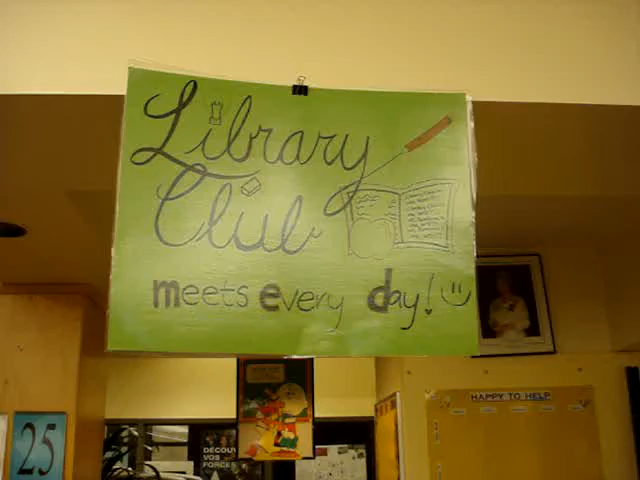 Library
Club
meets every day!
HAPPY TO HELP
25
DÉCOUV
VOS
FORCES